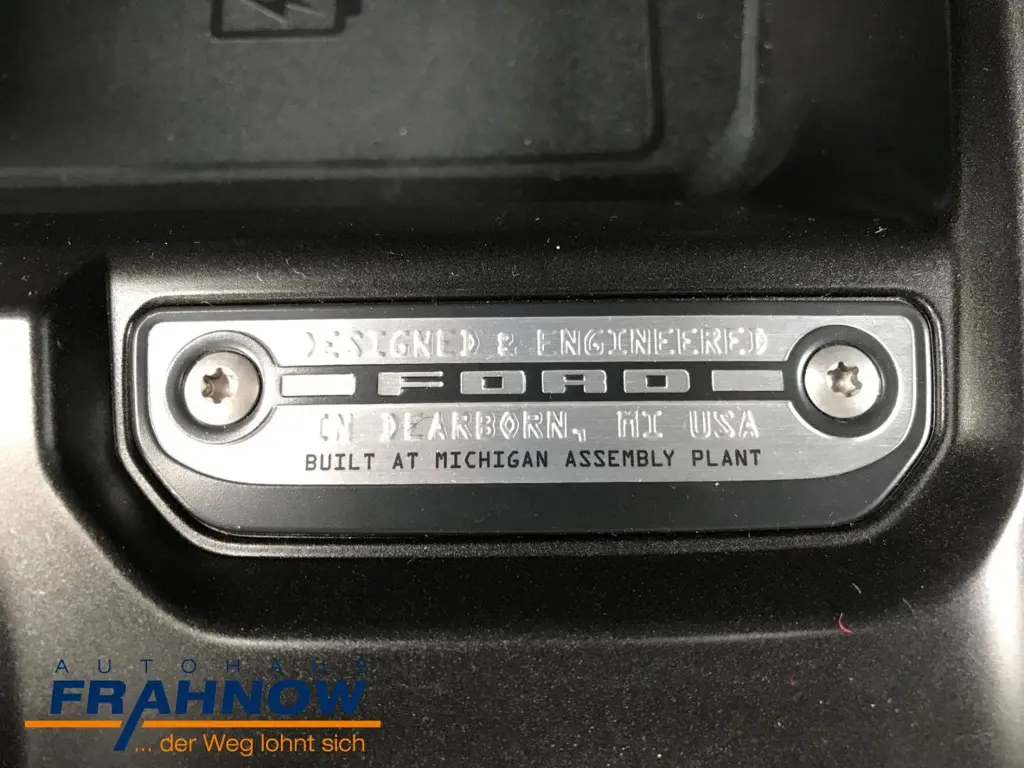 DESIGNED & ENGINEERED
FORD
IN DEARBORN, MI USA
BUILT AT MICHIGAN ASSEMBLY PLANT
AUTOHAUS
FRAHNOW
... der Weg lohnt sich